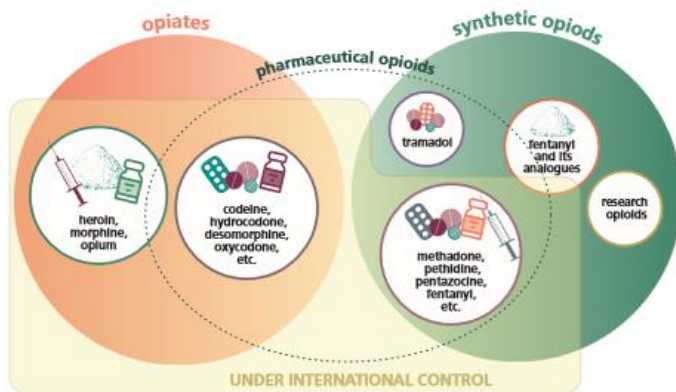 opiates
synthetic opiods
pharmaceutical opioids
heroin,
morphine,
opium
codeine,
hydrocodone,
desomorphine,
oxycodone,
etc.
tramadol
fentanyl
and its
analogues
research
opioids
methadone,
pethidine,
pentazocine,
fentanyl,
etc.
UNDER INTERNATIONAL CONTROL